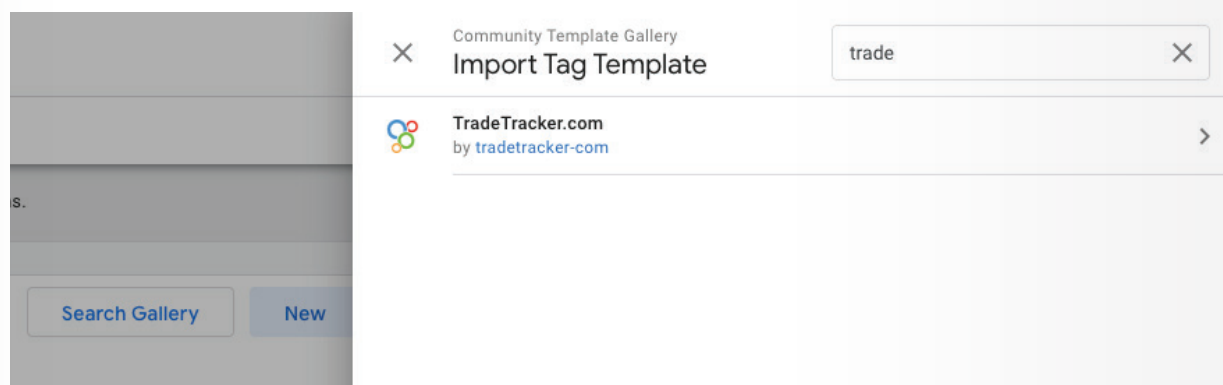 Community Template Gallery
Import Tag Template
trade
TradeTracker.com
by tradetracker-com
s.
Search Gallery
New